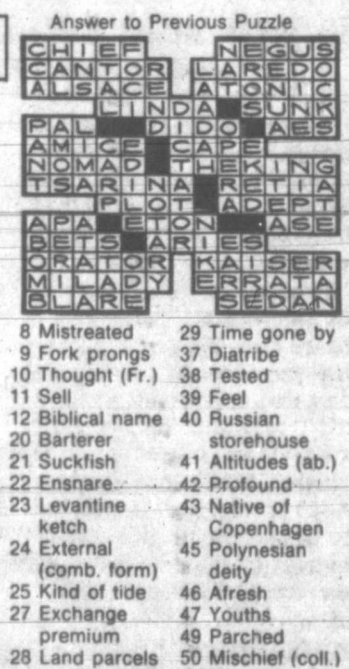 Answer to Previous Puzzle
CHIEF NEGUS
CANTOR LAREDO
ALSACE ATONIC
LINDA SUNK
PAL DIDO AES
AMICE CAPE
NOMAD THEKING
TSARINA RETIA
PLOT ADEPT
APA ETON ASE
BETS ARIES
ORATOR KAISER
MILADY ERRATA
BLARE SEDAN
8 Mistreated
9 Fork prongs
10 Thought (Fr.)
11 Sell
12 Biblical name
20 Barterer
21 Suckfish
22 Ensnare
23 Levantine
ketch
24 External
(comb. form)
25 Kind of tide
27 Exchange
premium
28 Land parcels
29 Time gone by
37 Diatribe
38 Tested
39 Feel
40 Russian
storehouse
41 Altitudes (ab.)
42 Profound
43 Native of
Copenhagen
45 Polynesian
deity
46 Afresh
47 Youths
49 Parched
50 Mischief (coll.)